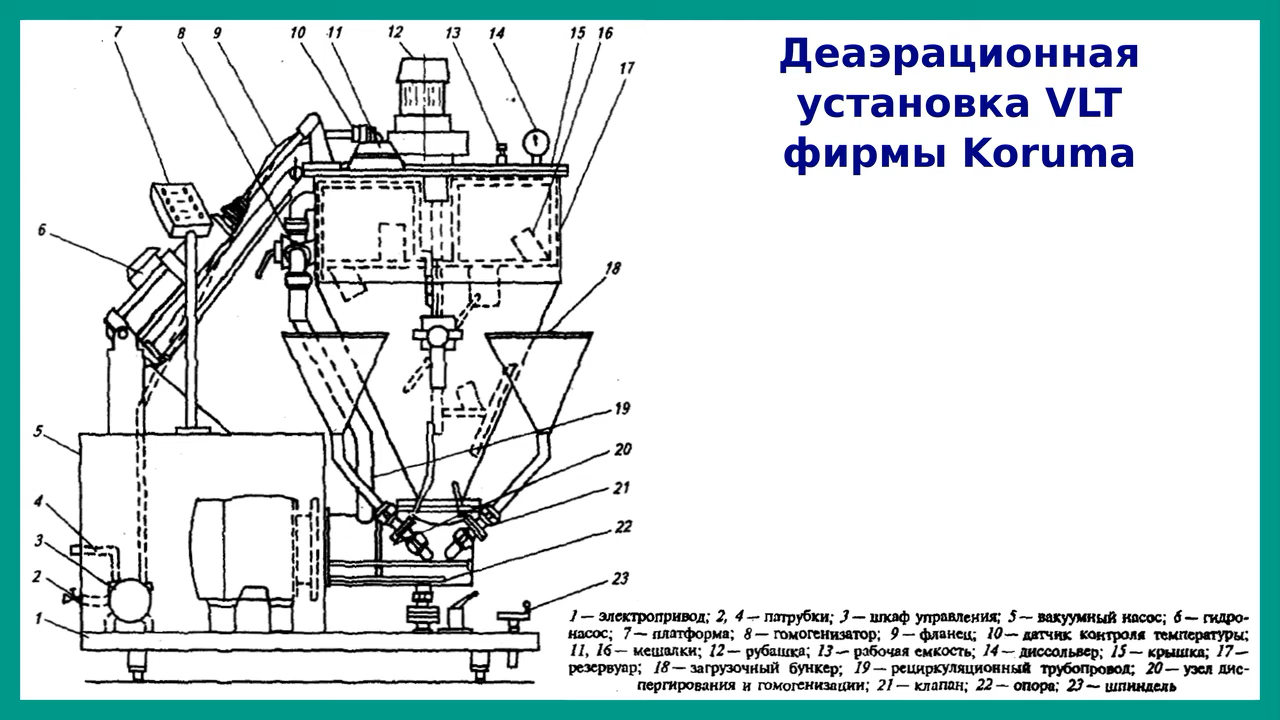 7 8 9 10 11 12 13 14 15 16
17
6
18
5
19
20
4
21
3
22
2
23
1
Деаэрационная
установка VLT
фирмы Koruma
1 — электропривод; 2, 4 — патрубки; 3 — шкаф управления; 5 — вакуумный насос; 6 — гидро-
насос; 7 — платформа; 8 — гомогенизатор; 9 — фланец; 10 — датчик контроля температуры;
11, 16 — мешалки; 12 — рубашка; 13 — рабочая емкость; 14 — диссольвер; 15 — крышка; 17 —
резервуар; 18 — загрузочный бункер; 19 — рециркуляционный трубопровод; 20 — узел дис-
пергирования и гомогенизации; 21 — клапан; 22 — опора; 23 — шпиндель